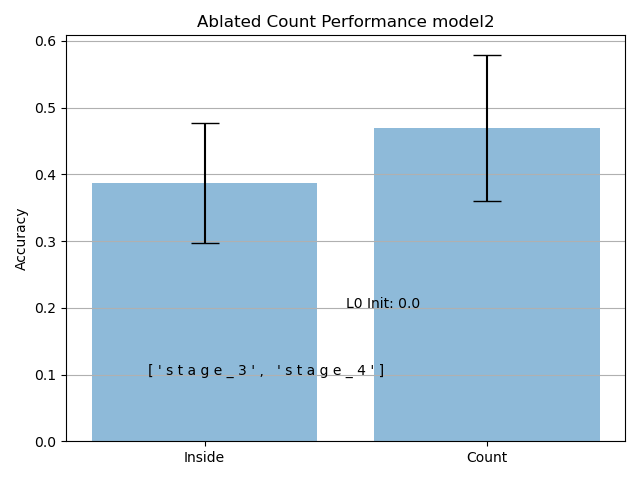 Ablated Count Performance model2
0.6
0.5
0.4
0.3
0.2
0.1
0.0
Accuracy
L0 Init: 0.0
['stage_3', 'stage_4']
Inside
Count